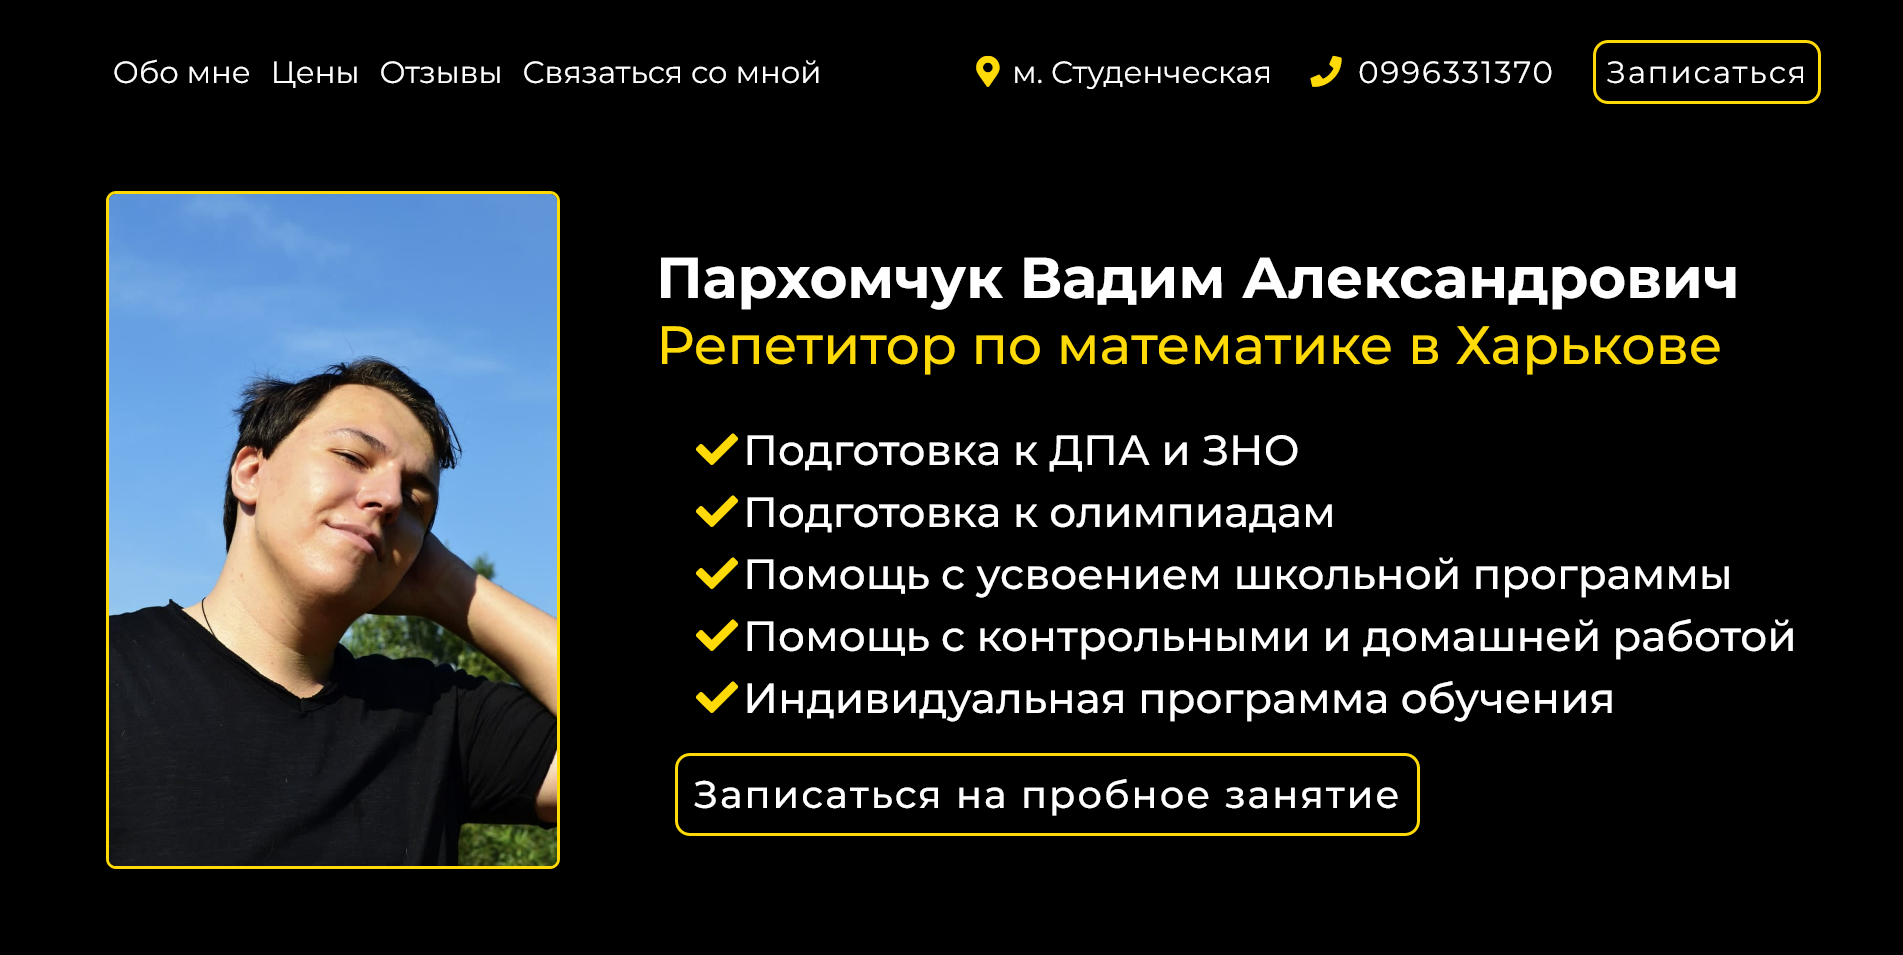 Обо мне Цены Отзывы Связаться со мной м. Студенческая 0996331370 Записаться
Пархомчук Вадим Александрович
Репетитор по математике в Харькове
Подготовка к ДПА и ЗНО
Подготовка к олимпиадам
Помощь с усвоением школьной программы
Помощь с контрольными и домашней работой
Индивидуальная программа обучения
Записаться на пробное занятие